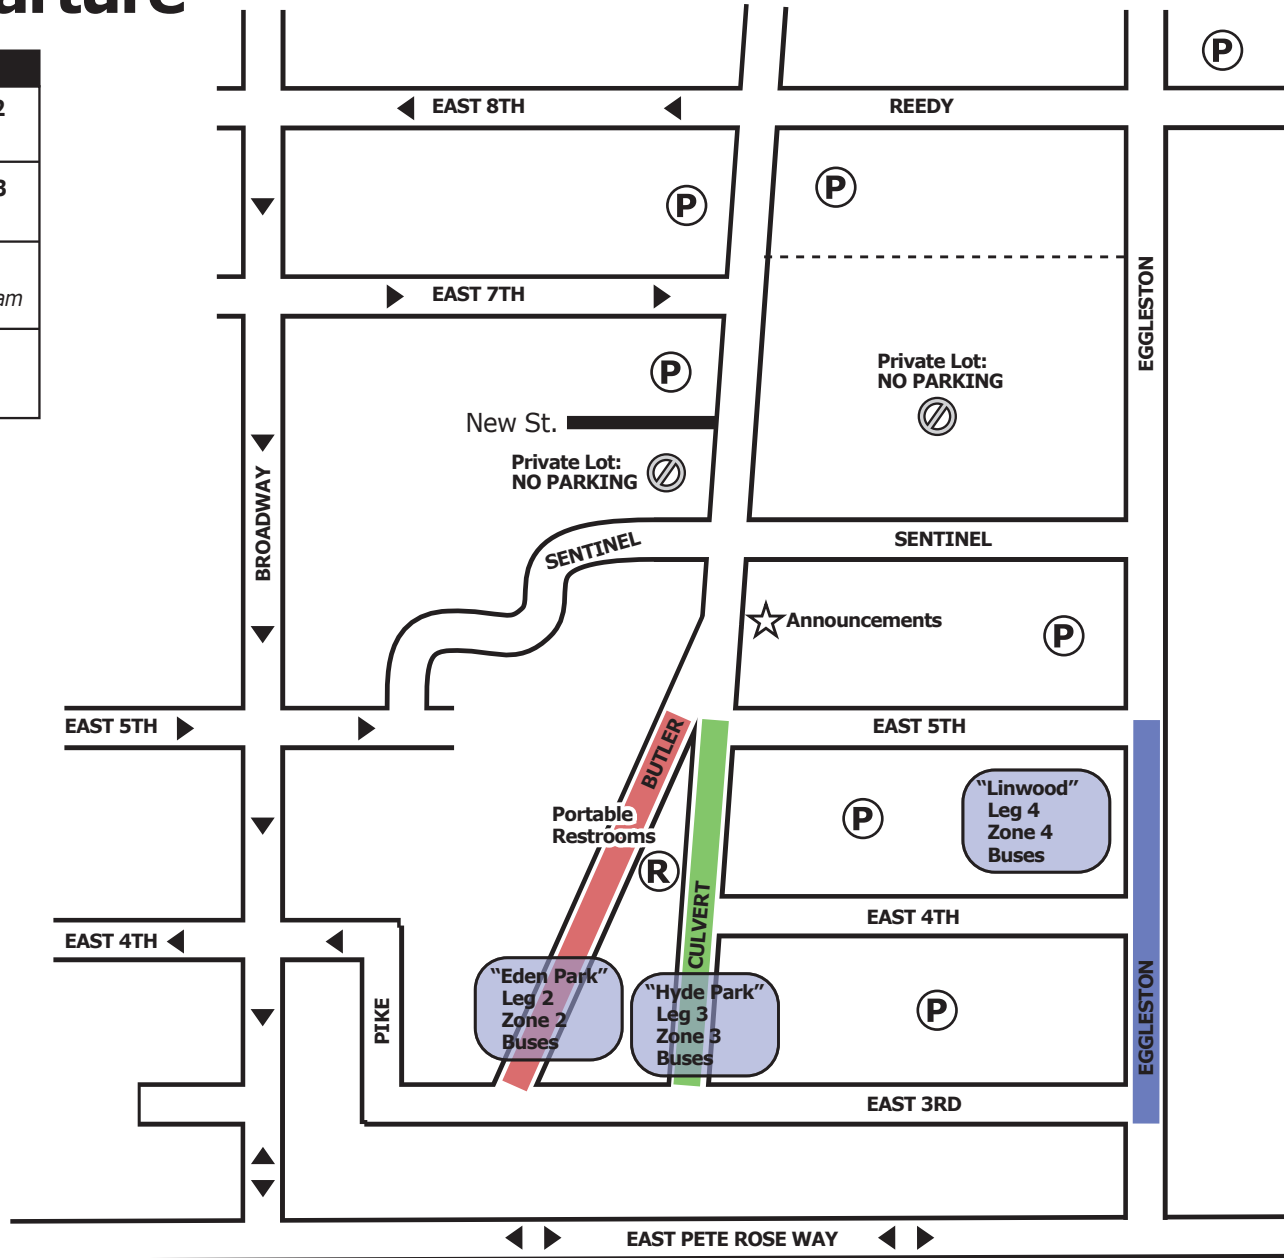 2
3
am
P
EAST 8TH
REEDY
P
P
EAST 7TH
EGGLESTON
P
Private Lot:
NO PARKING
New St.
Private Lot:
NO PARKING
BROADWAY
SENTINEL
SENTINEL
Announcements
P
EAST 5TH
EAST 5TH
BUTLER
Portable
Restrooms
R
P
"Linwood"
Leg 4
Zone 4
Buses
CULVERT
EAST 4TH
EAST 4TH
PIKE
"Eden Park"
Leg 2
Zone 2
Buses
"Hyde Park"
Leg 3
Zone 3
Buses
P
EGGLESTON
EAST 3RD
EAST PETE ROSE WAY